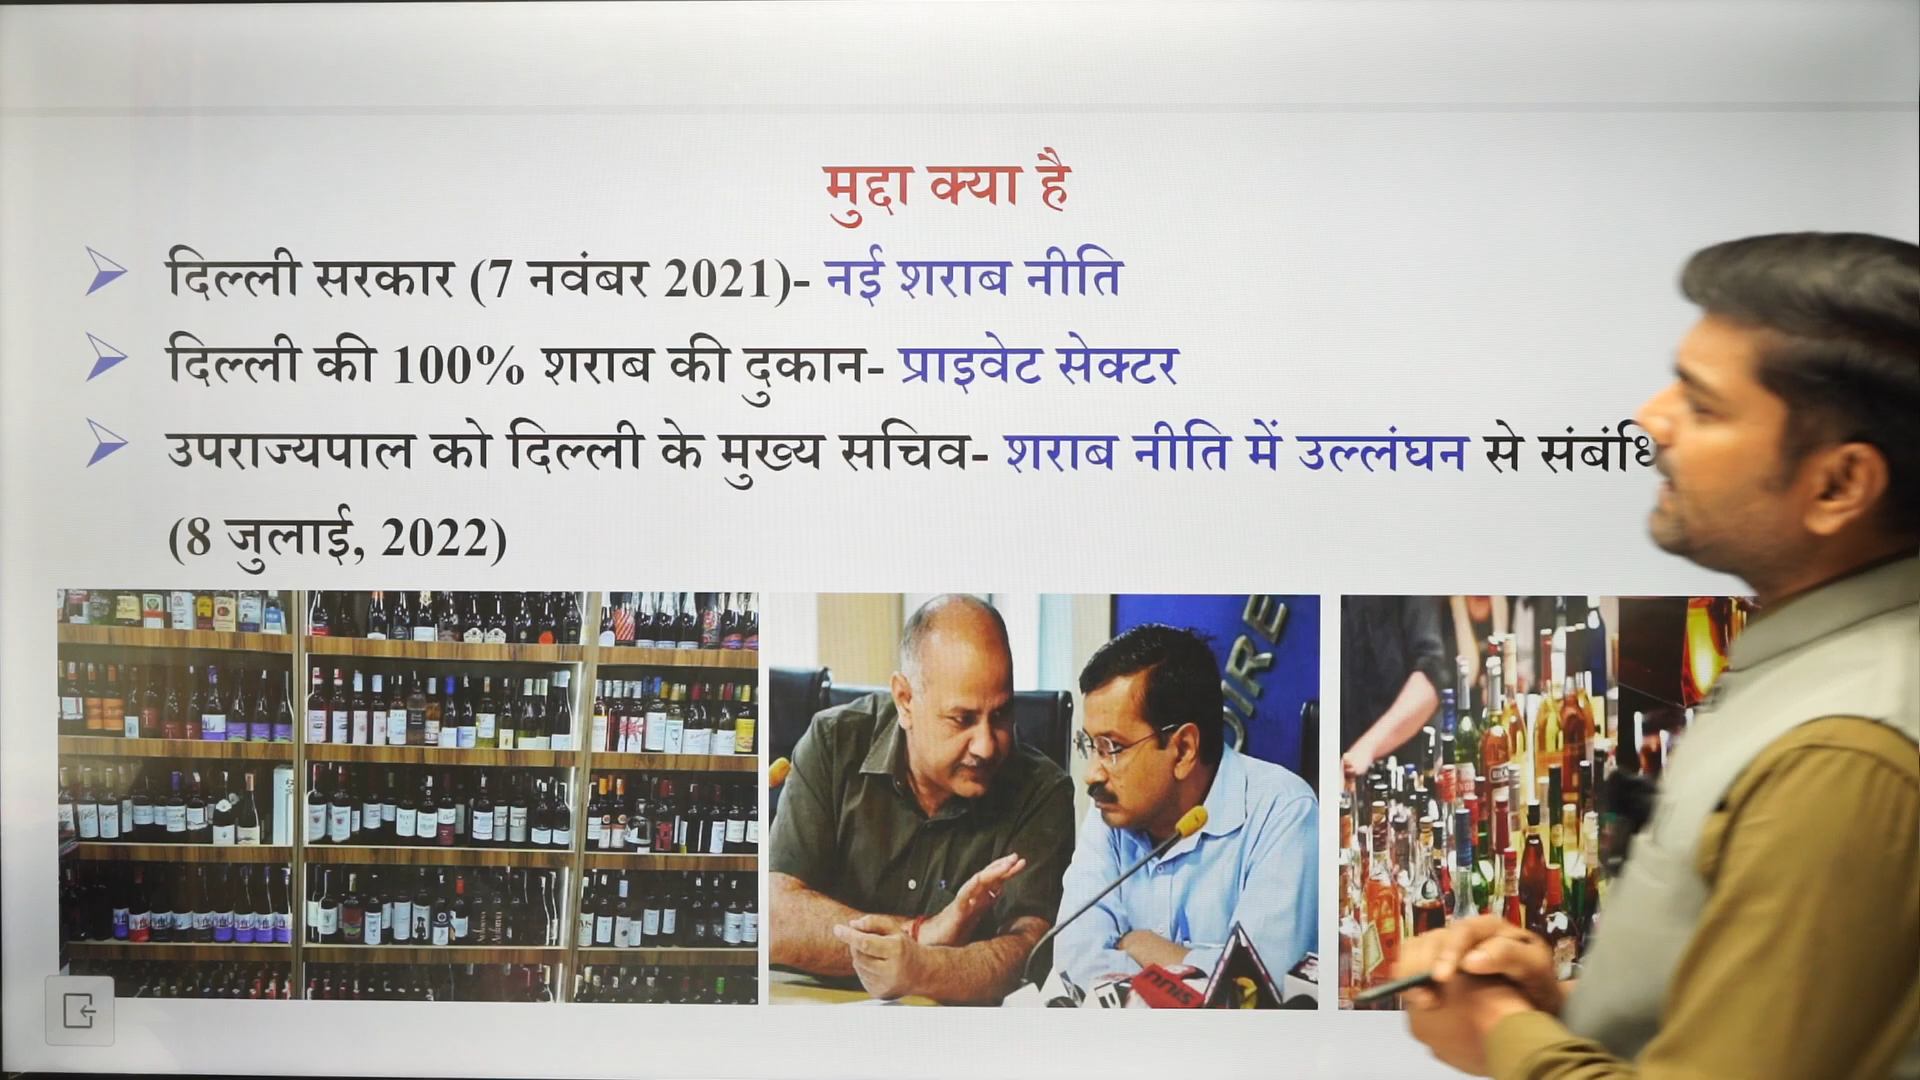 मुद्दा क्या है
दिल्ली सरकार (7 नवंबर 2021)- नई शराब नीति
दिल्ली की 100% शराब की दुकान- प्राइवेट सेक्टर
उपराज्यपाल को दिल्ली के मुख्य सचिव- शराब नीति में उल्लंघन से
(8 जुलाई, 2022)